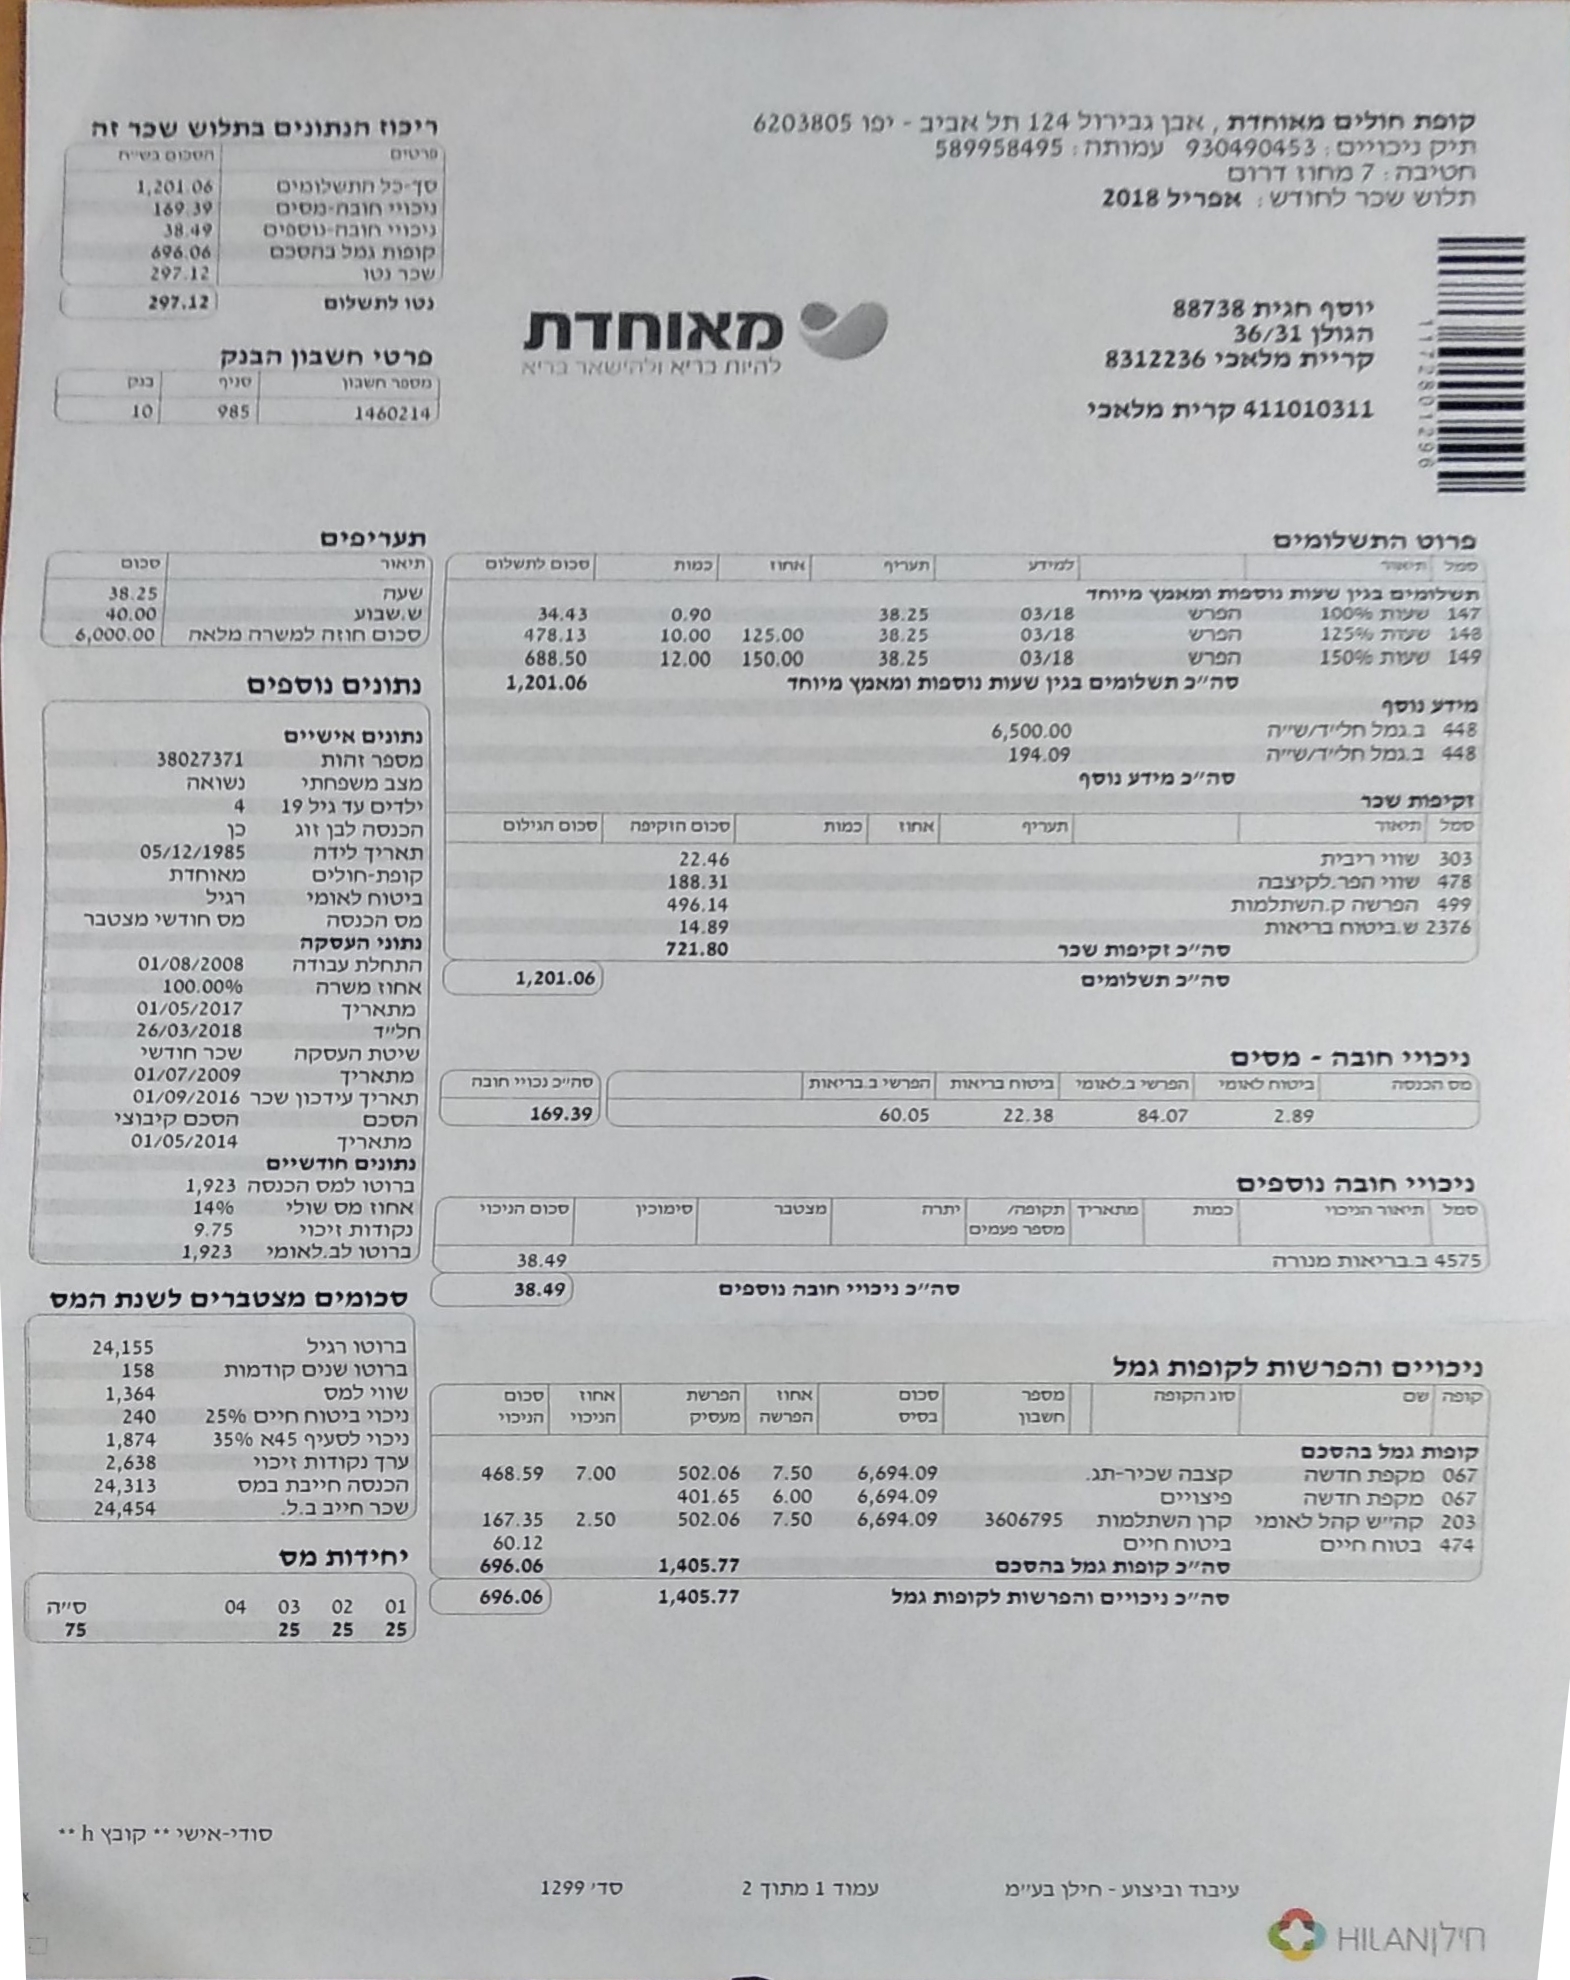 קופת חולים מאוחדת, אבן גבירול 124 תל אביב - יפו 6203805
תיק ניכויים: 930490453 עמותה: 589958495
חטיבה: 7 מחוז דרום
תלוש שכר לחודש: אפריל 2018
ריכוז הנתונים בתלוש שכר זה
פרטים הסכום בש״ח
סך-כל התשלומים 1,201.06
ניכויי חובה-מסים 169.39
ניכויי חובה-נוספים 38.49
קופות גמל בהסכם 696.06
שכר נטו 297.12
נטו לתשלום 297.12
יוסף חגית 88738
הגולן 36/31
קריית מלאכי 8312236
411010311 קרית מלאכי
מאוחדת
להיות בריא ולהישאר בריא
פרטי חשבון הבנק
מספר חשבון סניף בנק
1460214 985 10
פרוט התשלומים
סמל תיאור למידע תעריף אחוז כמות סכום לתשלום
תשלומים בגין שעות נוספות ומאמץ מיוחד
147 שעות 100% הפרש 03/18 38.25 0.90 34.43
148 שעות 125% הפרש 03/18 38.25 125.00 10.00 478.13
149 שעות 150% הפרש 03/18 38.25 150.00 12.00 688.50
סה״כ תשלומים בגין שעות נוספות ומאמץ מיוחד 1,201.06
מידע נוסף
448 ב.גמל חל״ד/ש״ה 6,500.00
448 ב.גמל חל״ד/ש״ה 194.09
סה״כ מידע נוסף
זקיפות שכר
סמל תיאור תעריף אחוז כמות סכום הזקיפה סכום הגילום
303 שווי ריבית 22.46
478 שווי הפר.לקיצבה 188.31
499 הפרשה ק.השתלמות 496.14
2376 ש.ביטוח בריאות 14.89
סה״כ זקיפות שכר 721.80
סה״כ תשלומים 1,201.06
ניכויי חובה - מסים
מס הכנסה ביטוח לאומי הפרשי ב.לאומי ביטוח בריאות הפרשי ב.בריאות סה״כ נכויי חובה
2.89 84.07 22.38 60.05 169.39
ניכויי חובה נוספים
סמל תיאור הניכוי כמות מתאריך תקופה/ יתרה מצטבר סימוכין סכום הניכוי
מספר פעמים
4575 ב.בריאות מנורה 38.49
סה״כ ניכויי חובה נוספים 38.49
ניכויים והפרשות לקופות גמל
קופה שם סוג הקופה מספר סכום אחוז הפרשת אחוז סכום
חשבון בסיס הפרשה מעסיק הניכוי הניכוי
קופות גמל בהסכם
067 מקפת חדשה קצבה שכיר-תג. 6,694.09 7.50 502.06 7.00 468.59
067 מקפת חדשה פיצויים 6,694.09 6.00 401.65
203 קה״ש קהל לאומי קרן השתלמות 3606795 6,694.09 7.50 502.06 2.50 167.35
474 בטוח חיים ביטוח חיים 60.12
סה״כ קופות גמל בהסכם 1,405.77 696.06
סה״כ ניכויים והפרשות לקופות גמל 1,405.77 696.06
תעריפים
תיאור סכום
שעה 38.25
ש.שבוע 40.00
סכום חוזה למשרה מלאה 6,000.00
נתונים נוספים
נתונים אישיים
מספר זהות 38027371
מצב משפחתי נשואה
ילדים עד גיל 19 4
הכנסה לבן זוג כן
תאריך לידה 05/12/1985
קופת-חולים מאוחדת
ביטוח לאומי רגיל
מס הכנסה מס חודשי מצטבר
נתוני העסקה
התחלת עבודה 01/08/2008
אחוז משרה 100.00%
מתאריך 01/05/2017
חל״ד 26/03/2018
שיטת העסקה שכר חודשי
מתאריך 01/07/2009
תאריך עידכון שכר 01/09/2016
הסכם הסכם קיבוצי
מתאריך 01/05/2014
נתונים חודשיים
ברוטו למס הכנסה 1,923
אחוז מס שולי 14%
נקודות זיכוי 9.75
ברוטו לב.לאומי 1,923
סכומים מצטברים לשנת המס
ברוטו רגיל 24,155
ברוטו שנים קודמות 158
שווי למס 1,364
ניכוי ביטוח חיים 25% 240
ניכוי לסעיף 45א 35% 1,874
ערך נקודות זיכוי 2,638
הכנסה חייבת במס 24,313
שכר חייב ב.ל. 24,454
יחידות מס
01 02 03 04 ס״ה
25 25 25 75
סודי-אישי ** קובץ h **
עיבוד וביצוע - חילן בע״מ עמוד 1 מתוך 2 סד׳ 1299
חילן|HILAN